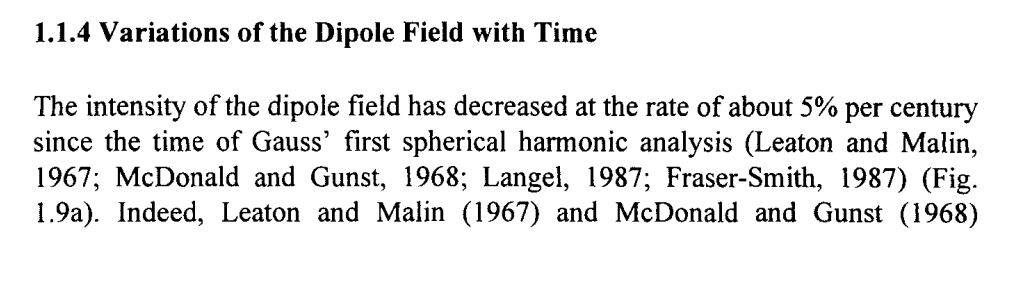 1.1.4 Variations of the Dipole Field with Time
The intensity of the dipole field has decreased at the rate of about 5% per century
since the time of Gauss' first spherical harmonic analysis (Leaton and Malin,
1967; McDonald and Gunst, 1968; Langel, 1987; Fraser-Smith, 1987) (Fig.
1.9a). Indeed, Leaton and Malin (1967) and McDonald and Gunst (1968)